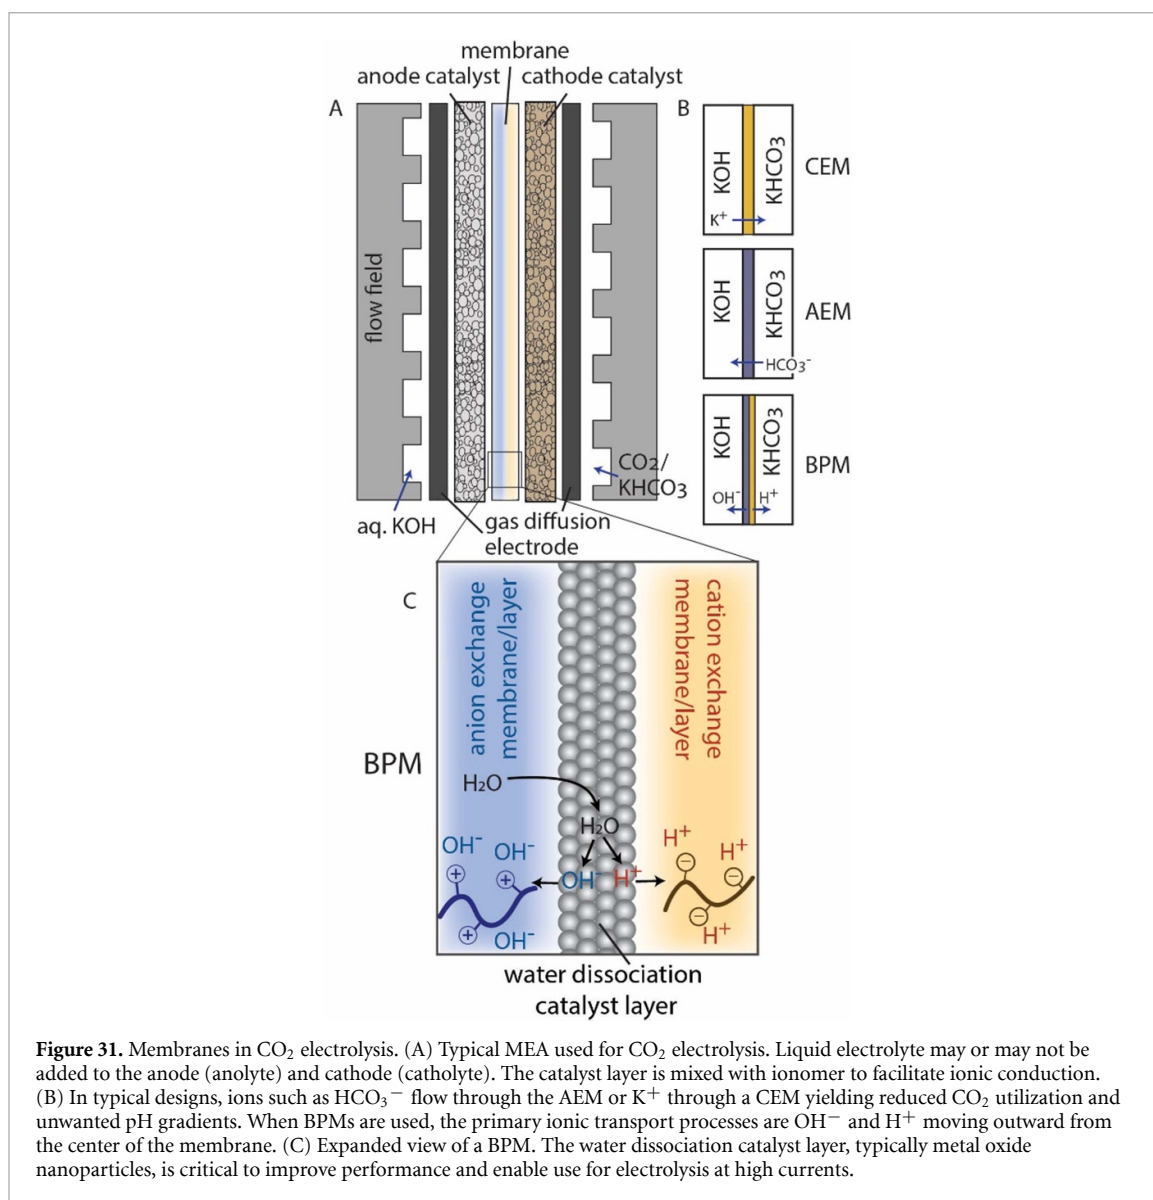 membrane
anode catalyst
cathode catalyst
A
flow field
aq. KOH
gas diffusion
electrode
CO2/
KHCO3
B
KOH
KHCO3
K+
CEM
KOH
KHCO3
HCO3-
AEM
KOH
KHCO3
OH-
H+
BPM
C
BPM
anion exchange
membrane/layer
cation exchange
membrane/layer
H2O
H2O
OH-
H+
OH-
OH-
+
+
+
OH-
H+
H+
−
−
−
H+
water dissociation
catalyst layer
Figure 31. Membranes in CO2 electrolysis. (A) Typical MEA used for CO2 electrolysis. Liquid electrolyte may or may not be
added to the anode (anolyte) and cathode (catholyte). The catalyst layer is mixed with ionomer to facilitate ionic conduction.
(B) In typical designs, ions such as HCO3− flow through the AEM or K+ through a CEM yielding reduced CO2 utilization and
unwanted pH gradients. When BPMs are used, the primary ionic transport processes are OH− and H+ moving outward from
the center of the membrane. (C) Expanded view of a BPM. The water dissociation catalyst layer, typically metal oxide
nanoparticles, is critical to improve performance and enable use for electrolysis at high currents.